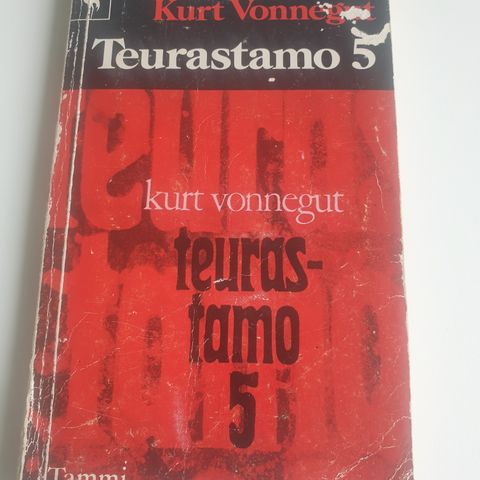 Kurt Vonnegut
Teurastamo 5
kurt vonnegut
teuras-
tamo
5
Tammi